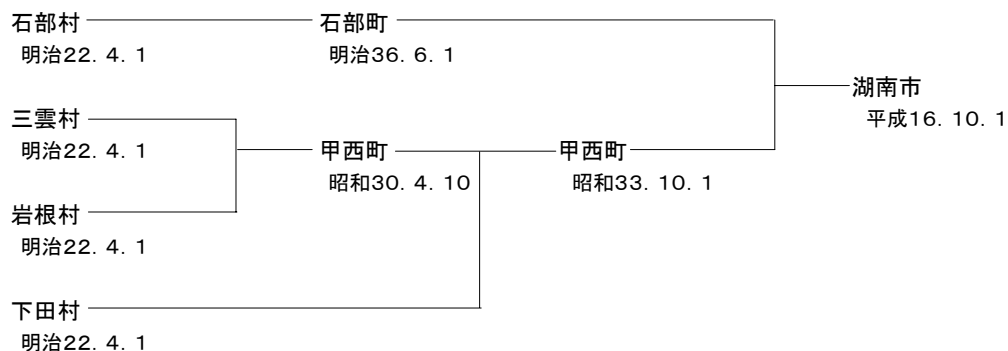 石部村
明治22. 4. 1
石部町
明治36. 6. 1
湖南市
平成16. 10. 1
三雲村
明治22. 4. 1
甲西町
昭和30. 4. 10
甲西町
昭和33. 10. 1
岩根村
明治22. 4. 1
下田村
明治22. 4. 1